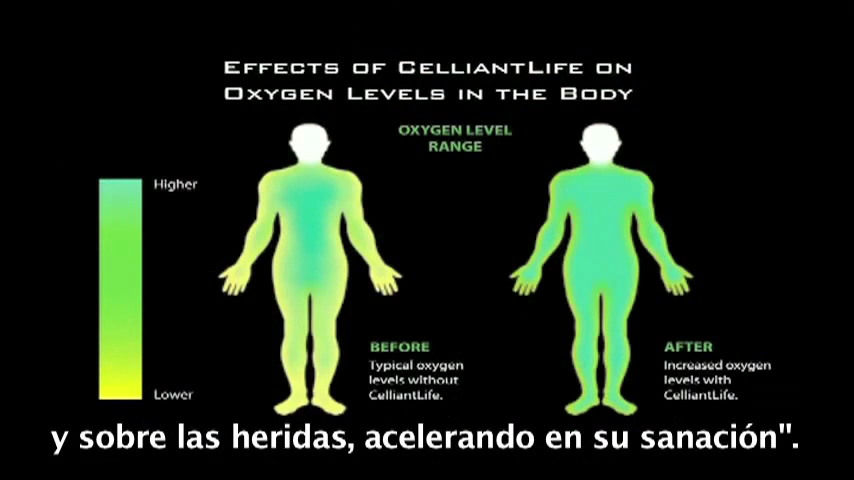 EFFECTS OF CELLIANTLIFE ON
OXYGEN LEVELS IN THE BODY
OXYGEN LEVEL
RANGE
Higher
Lower
BEFORE
Typical oxygen
levels without
CelliantLife.
AFTER
Increased oxygen
levels with
CelliantLife.
y sobre las heridas, acelerando en su sanación".